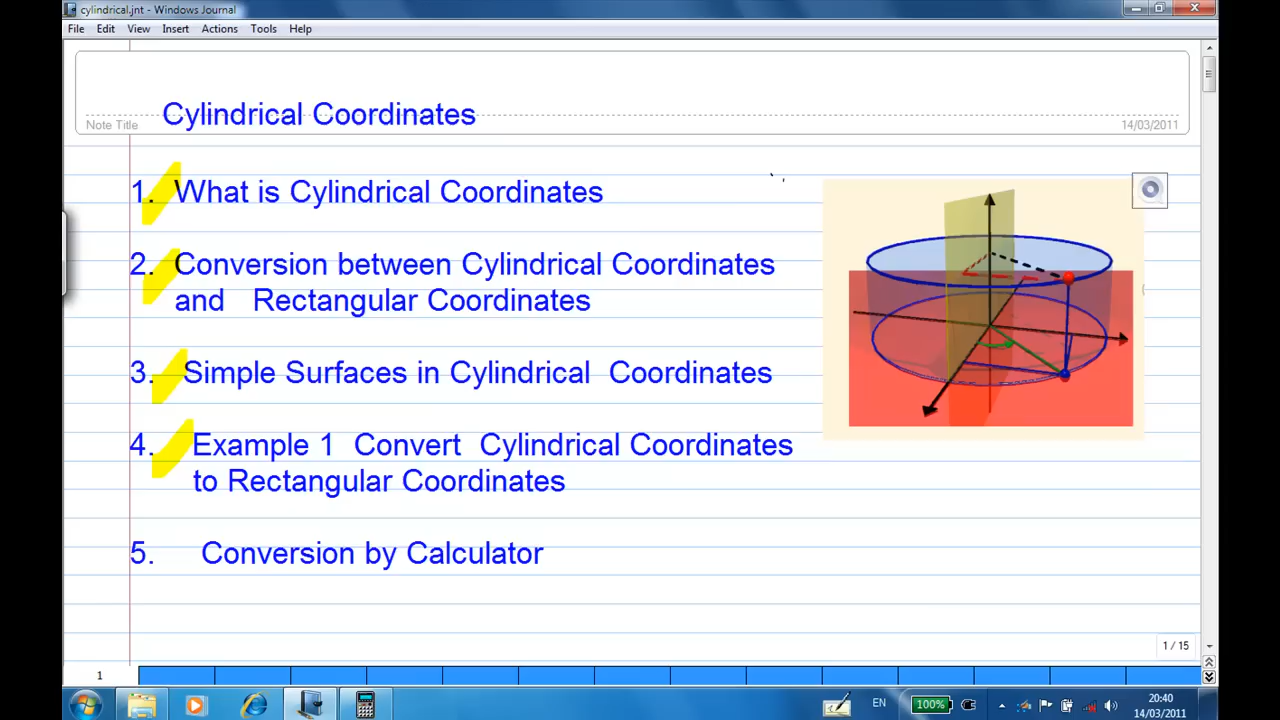 cylindrical.jnt - Windows Journal
File Edit View Insert Actions Tools Help
Cylindrical Coordinates
Note Title
14/03/2011
1. What is Cylindrical Coordinates
2. Conversion between Cylindrical Coordinates
and Rectangular Coordinates
3. Simple Surfaces in Cylindrical Coordinates
4. Example 1 Convert Cylindrical Coordinates
to Rectangular Coordinates
5. Conversion by Calculator
1 / 15
1
EN
100%
20:40
14/03/2011